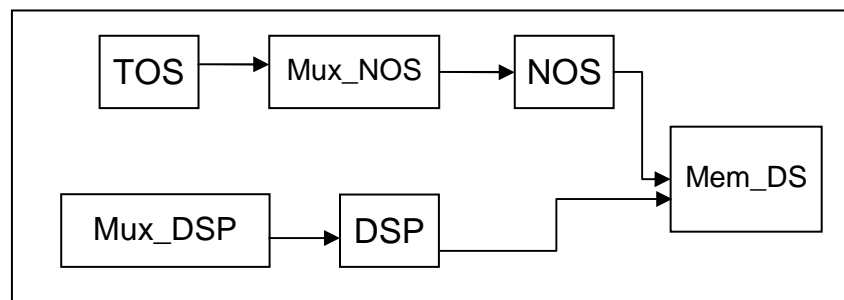 TOS
Mux_NOS
NOS
Mem_DS
Mux_DSP
DSP